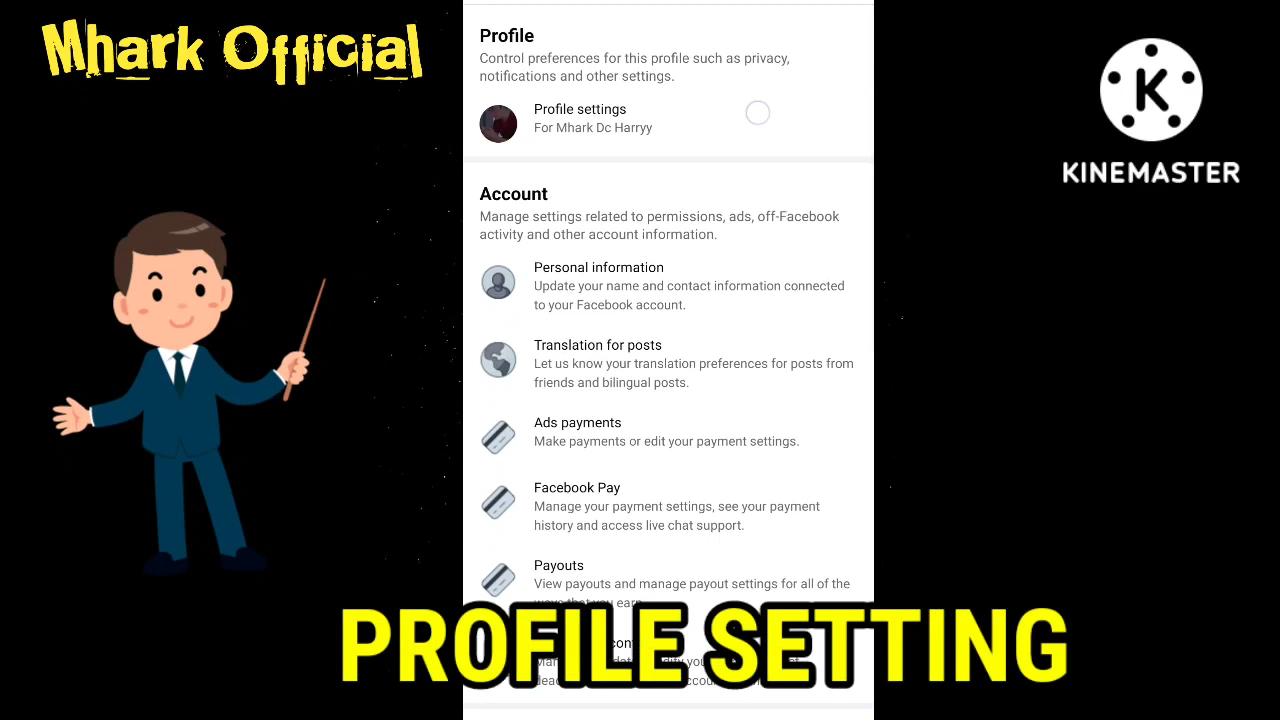 Mhark Official
K
KINEMASTER
Profile
Control preferences for this profile such as privacy,
notifications and other settings.
Profile settings
For Mhark Dc Harryy
Account
Manage settings related to permissions, ads, off-Facebook
activity and other account information.
Personal information
Update your name and contact information connected
to your Facebook account.
Translation for posts
Let us know your translation preferences for posts from
friends and bilingual posts.
Ads payments
Make payments or edit your payment settings.
Facebook Pay
Manage your payment settings, see your payment
history and access live chat support.
Payouts
View payouts and manage payout settings for all of the
ways that you earn.
PROFILE SETTING